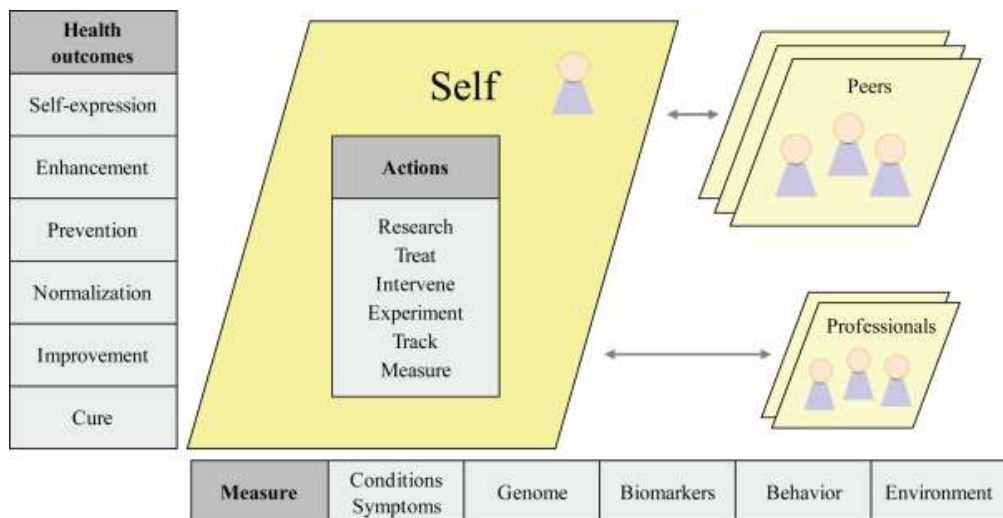 Health
outcomes
Self-expression
Enhancement
Prevention
Normalization
Improvement
Cure
Self
Actions
Research
Treat
Intervene
Experiment
Track
Measure
Peers
Professionals
Measure
Conditions
Symptoms
Genome
Biomarkers
Behavior
Environment